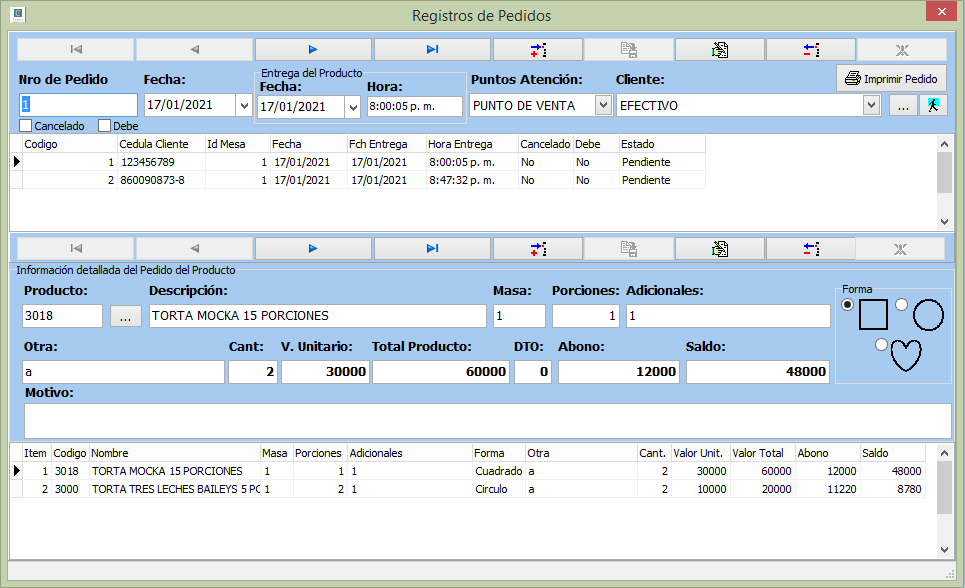 Registros de Pedidos
Nro de Pedido Fecha: Entrega del Producto Fecha: Hora: Puntos Atención: Cliente: Imprimir Pedido
1 17/01/2021 17/01/2021 8:00:05 p. m. PUNTO DE VENTA EFECTIVO ...
Cancelado Debe
Codigo Cedula Cliente Id Mesa Fecha Fch Entrega Hora Entrega Cancelado Debe Estado
1 123456789 1 17/01/2021 17/01/2021 8:00:05 p. m. No No Pendiente
2 860090873-8 1 17/01/2021 17/01/2021 8:47:32 p. m. No No Pendiente
Información detallada del Pedido del Producto
Producto: Descripción: Masa: Porciones: Adicionales: Forma
3018 ... TORTA MOCKA 15 PORCIONES 1 1 1
Otra: Cant: V. Unitario: Total Producto: DTO: Abono: Saldo:
a 2 30000 60000 0 12000 48000
Motivo:
Item Codigo Nombre Masa Porciones Adicionales Forma Otra Cant. Valor Unit. Valor Total Abono Saldo
1 3018 TORTA MOCKA 15 PORCIONES 1 1 1 Cuadrado a 2 30000 60000 12000 48000
2 3000 TORTA TRES LECHES BAILEYS 5 PC 1 2 1 Circulo a 2 10000 20000 11220 8780